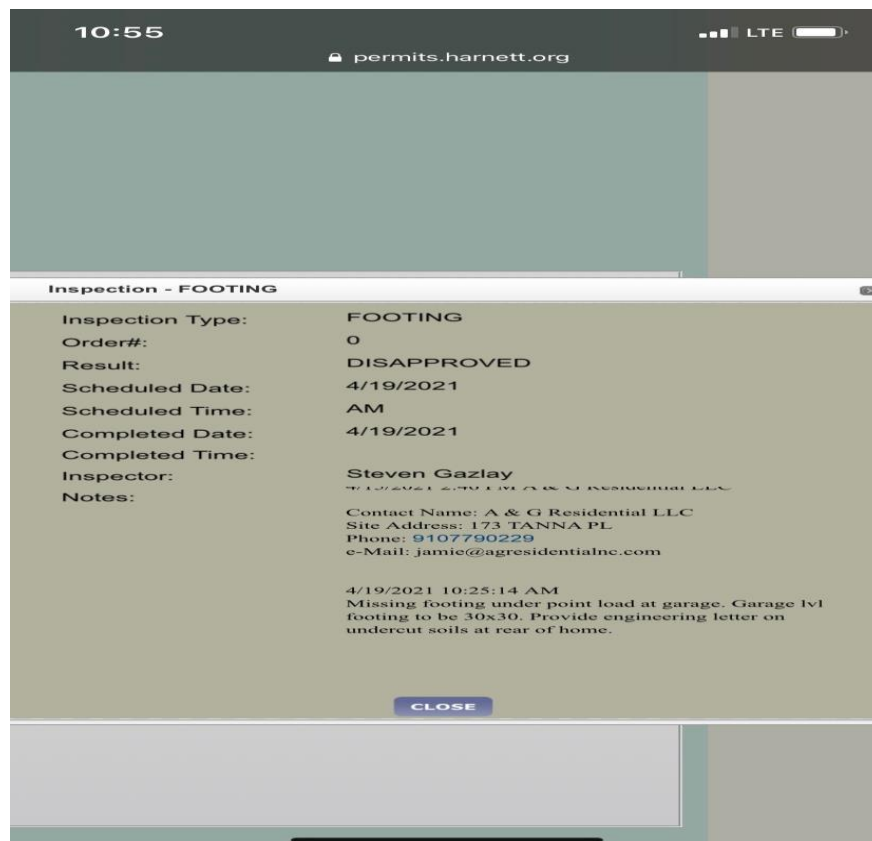 10:55
LTE
permits.harnett.org
Inspection - FOOTING
Inspection Type: FOOTING
Order#: 0
Result: DISAPPROVED
Scheduled Date: 4/19/2021
Scheduled Time: AM
Completed Date: 4/19/2021
Completed Time:
Inspector: Steven Gazlay
Notes:
A & G Residential LLC
Contact Name: A & G Residential LLC
Site Address: 173 TANNA PL
Phone: 9107790229
e-Mail: jamie@agresidentialnc.com
4/19/2021 10:25:14 AM
Missing footing under point load at garage. Garage lvl
footing to be 30x30. Provide engineering letter on
undercut soils at rear of home.
CLOSE